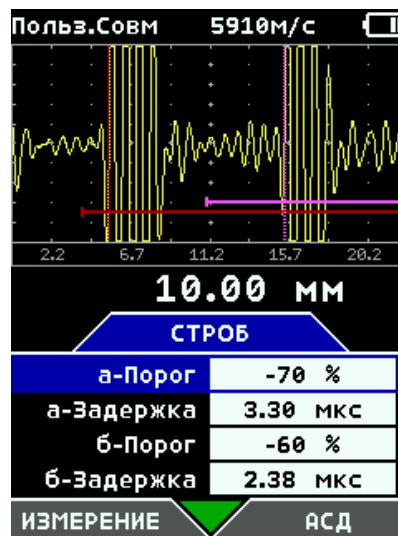 Польз.Совм 5910м/с
2.2 6.7 11.2 15.7 20.2
10.00 мм
СТРОБ
а-Порог -70 %
а-Задержка 3.30 мкс
б-Порог -60 %
б-Задержка 2.38 мкс
ИЗМЕРЕНИЕ АСД